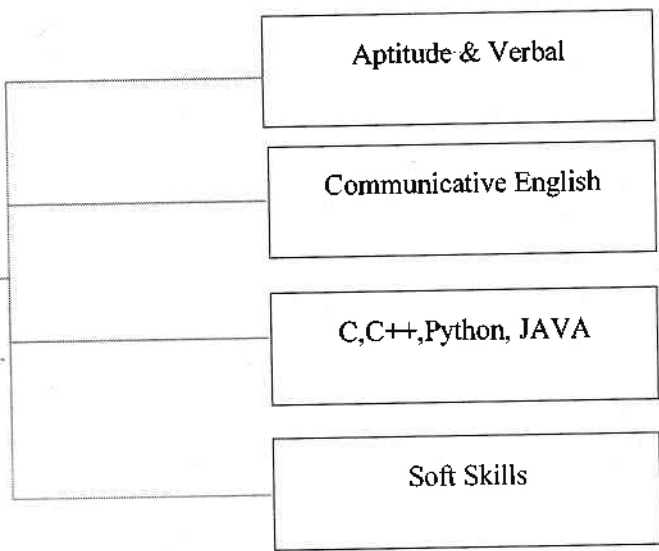 Aptitude & Verbal
Communicative English
C,C++,Python, JAVA
Soft Skills